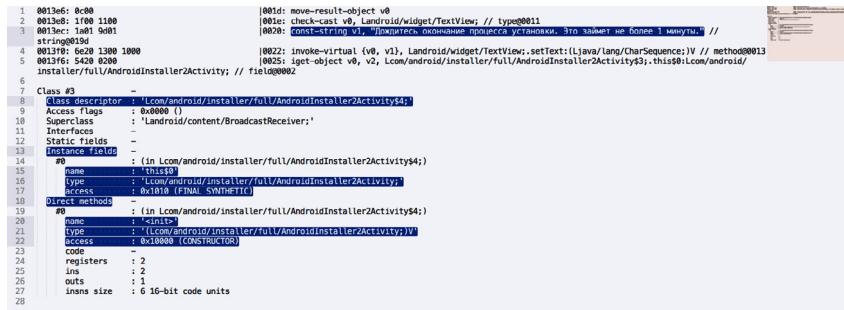 1 0013e6: 0c00 |001d: move-result-object v0
2 0013e8: 1f00 1100 |001e: check-cast v0, Landroid/widget/TextView; // type@0011
3 0013ec: 1a01 9d01 |0020: const-string v1, "Дождитесь окончание процесса установки. Это займет не более 1 минуты." //
string@019d
4 0013f0: 6e20 1300 1000 |0022: invoke-virtual {v0, v1}, Landroid/widget/TextView;.setText:(Ljava/lang/CharSequence;)V // method@0013
5 0013f6: 5420 0200 |0025: iget-object v0, v2, Lcom/android/installer/full/AndroidInstaller2Activity$3;.this$0:Lcom/android/
installer/full/AndroidInstaller2Activity; // field@0002
6
7 Class #3 -
8 Class descriptor : 'Lcom/android/installer/full/AndroidInstaller2Activity$4;'
9 Access flags : 0x0000 ()
10 Superclass : 'Landroid/content/BroadcastReceiver;'
11 Interfaces -
12 Static fields -
13 Instance fields -
14 #0 : (in Lcom/android/installer/full/AndroidInstaller2Activity$4;)
15 name : 'this$0'
16 type : 'Lcom/android/installer/full/AndroidInstaller2Activity;'
17 access : 0x1010 (FINAL SYNTHETIC)
18 Direct methods -
19 #0 : (in Lcom/android/installer/full/AndroidInstaller2Activity$4;)
20 name : '<init>'
21 type : '(Lcom/android/installer/full/AndroidInstaller2Activity;)V'
22 access : 0x10000 (CONSTRUCTOR)
23 code -
24 registers : 2
25 ins : 2
26 outs : 1
27 insns size : 6 16-bit code units
28